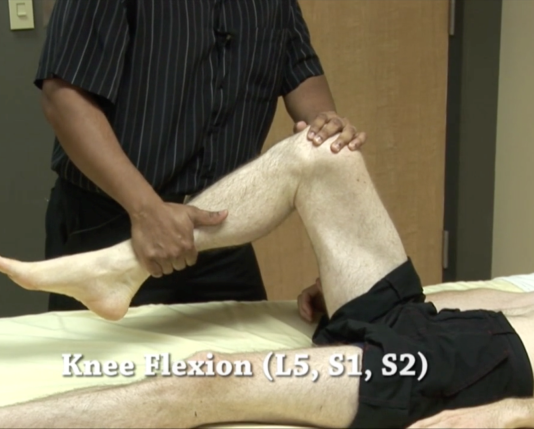 Knee Flexion (L5, S1, S2)